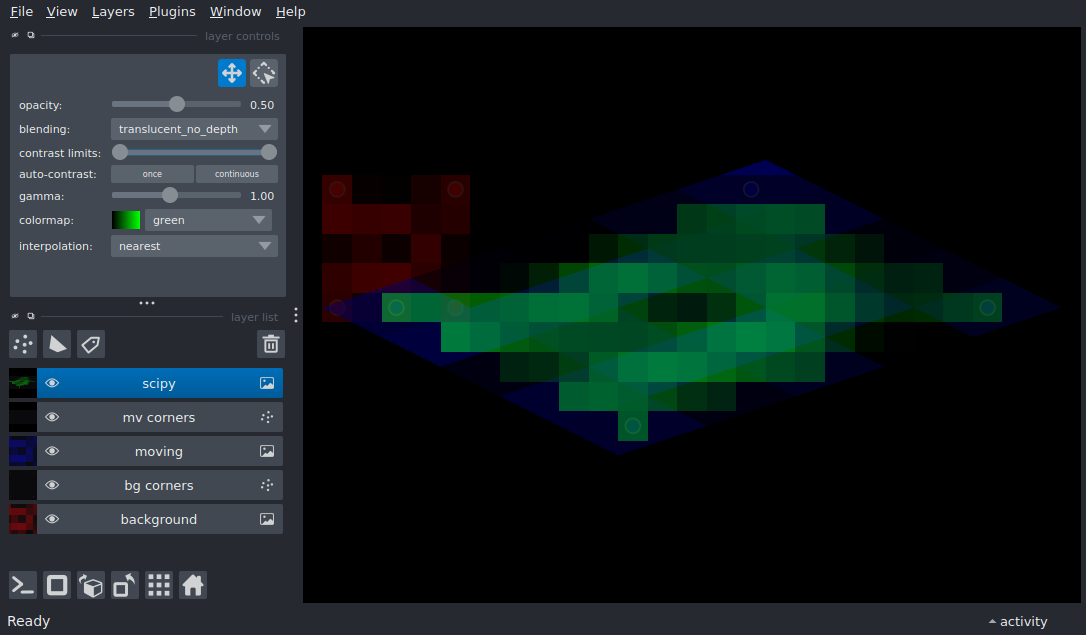 File View Layers Plugins Window Help
layer controls
opacity: 0.50
blending: translucent_no_depth
contrast limits:
auto-contrast: once continuous
gamma: 1.00
colormap: green
interpolation: nearest
layer list
scipy
mv corners
moving
bg corners
background
Ready activity